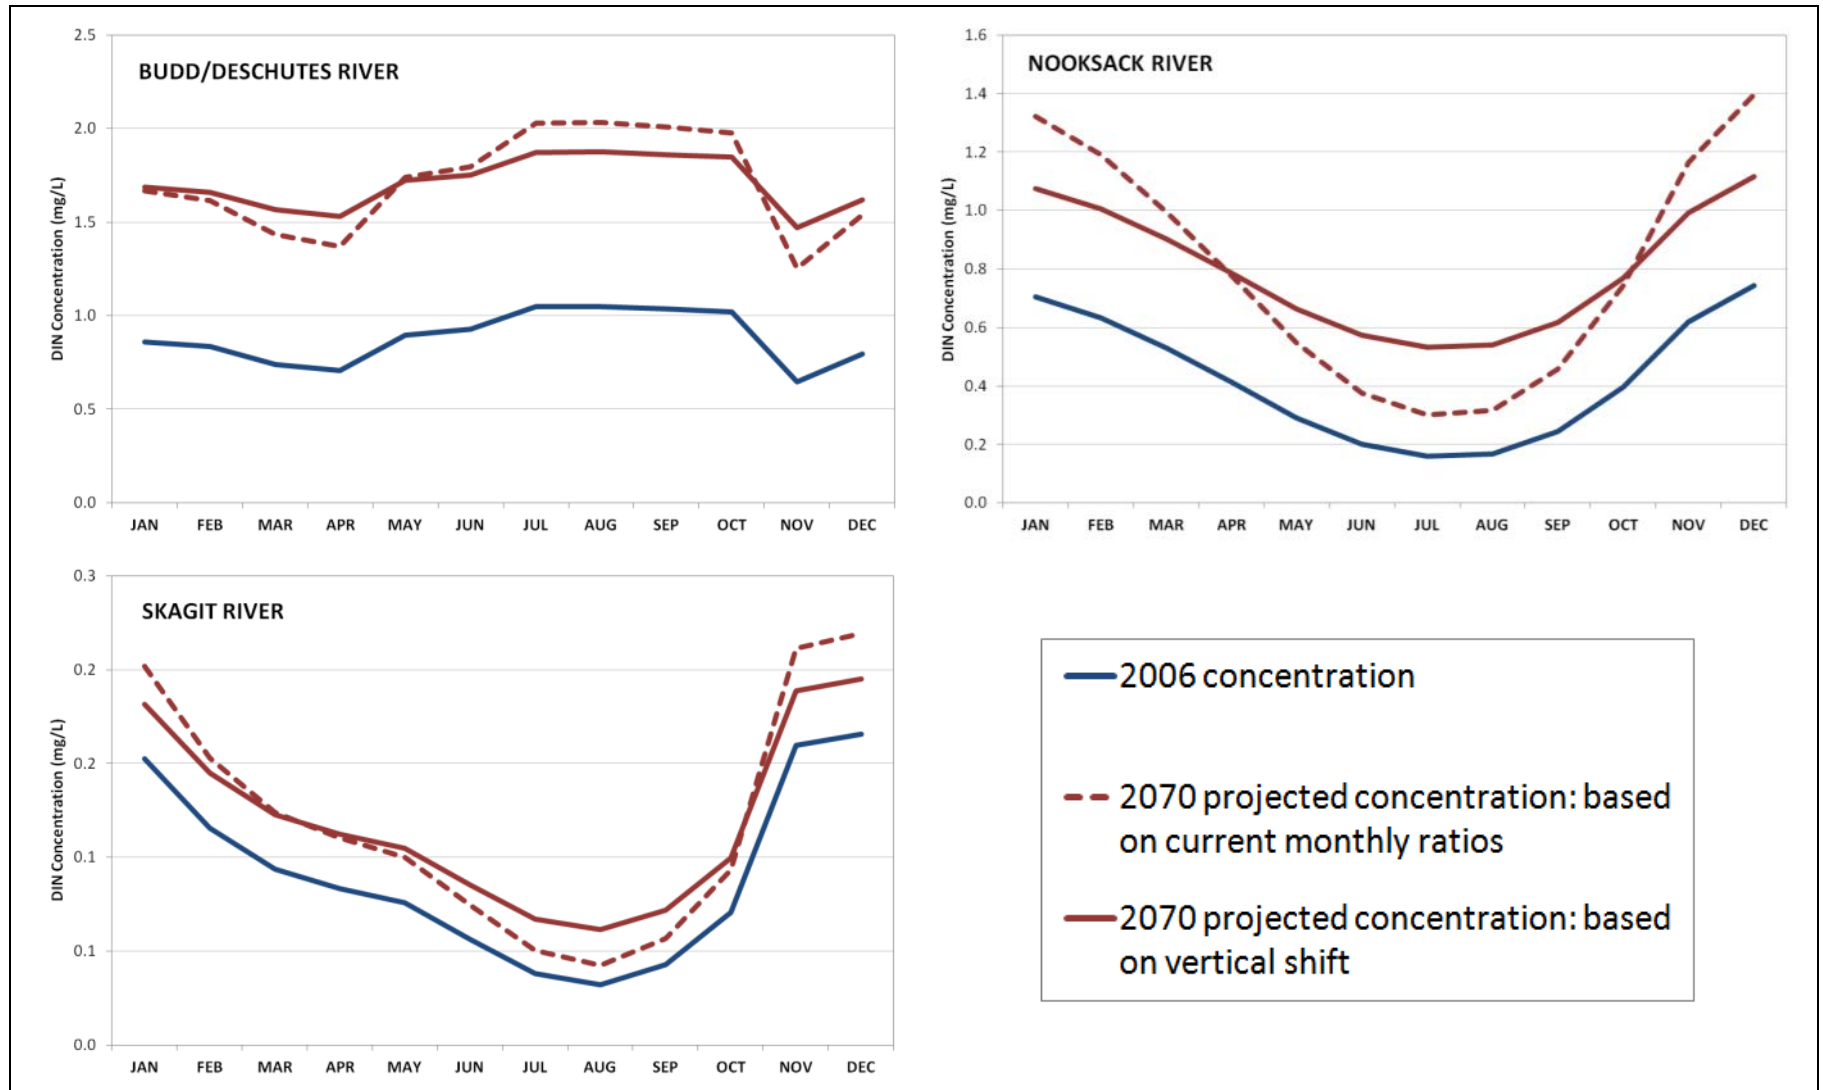 BUDD/DESCHUTES RIVER
DIN Concentration (mg/L)
2.5
2.0
1.5
1.0
0.5
0.0
JAN FEB MAR APR MAY JUN JUL AUG SEP OCT NOV DEC
NOOKSACK RIVER
DIN Concentration (mg/L)
1.6
1.4
1.2
1.0
0.8
0.6
0.4
0.2
0.0
JAN FEB MAR APR MAY JUN JUL AUG SEP OCT NOV DEC
SKAGIT RIVER
DIN Concentration (mg/L)
0.3
0.2
0.2
0.1
0.1
0.0
JAN FEB MAR APR MAY JUN JUL AUG SEP OCT NOV DEC
2006 concentration
2070 projected concentration: based
on current monthly ratios
2070 projected concentration: based
on vertical shift